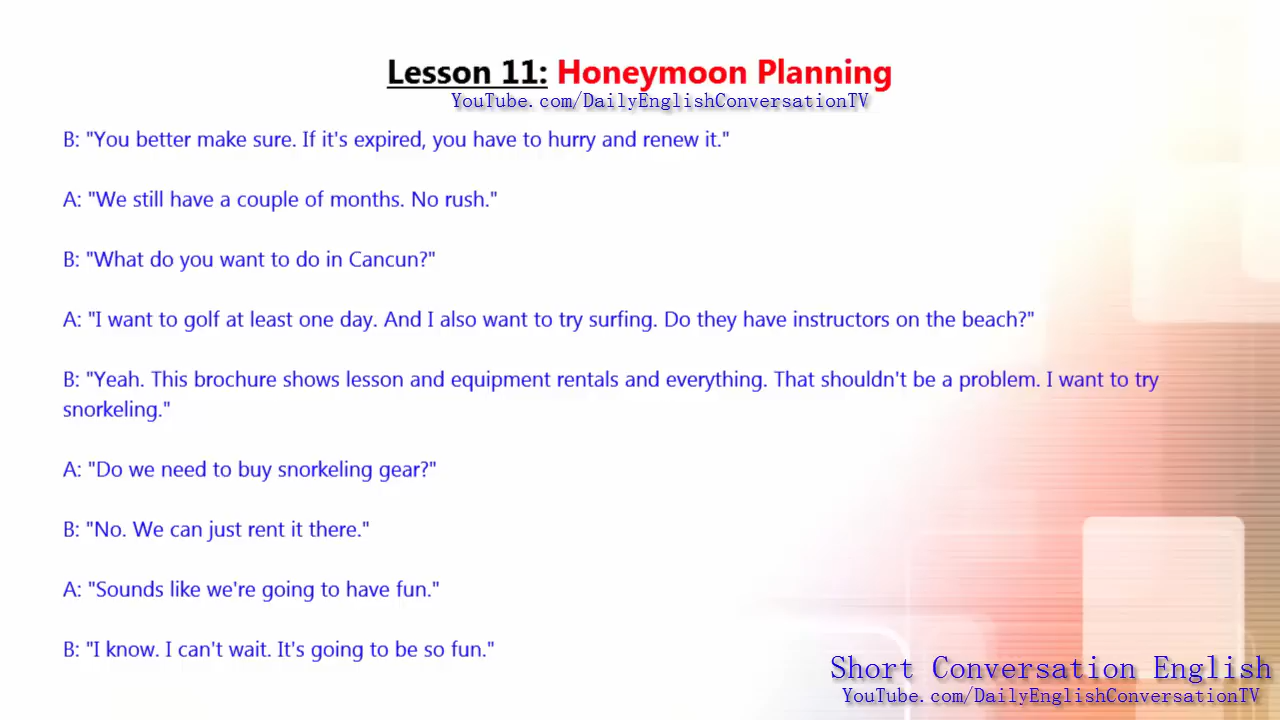 Lesson 11: Honeymoon Planning
YouTube.com/DailyEnglishConversationTV
B: "You better make sure. If it's expired, you have to hurry and renew it."
A: "We still have a couple of months. No rush."
B: "What do you want to do in Cancun?"
A: "I want to golf at least one day. And I also want to try surfing. Do they have instructors on the beach?"
B: "Yeah. This brochure shows lesson and equipment rentals and everything. That shouldn't be a problem. I want to try
snorkeling."
A: "Do we need to buy snorkeling gear?"
B: "No. We can just rent it there."
A: "Sounds like we're going to have fun."
B: "I know. I can't wait. It's going to be so fun."
Short Conversation English
YouTube.com/DailyEnglishConversationTV